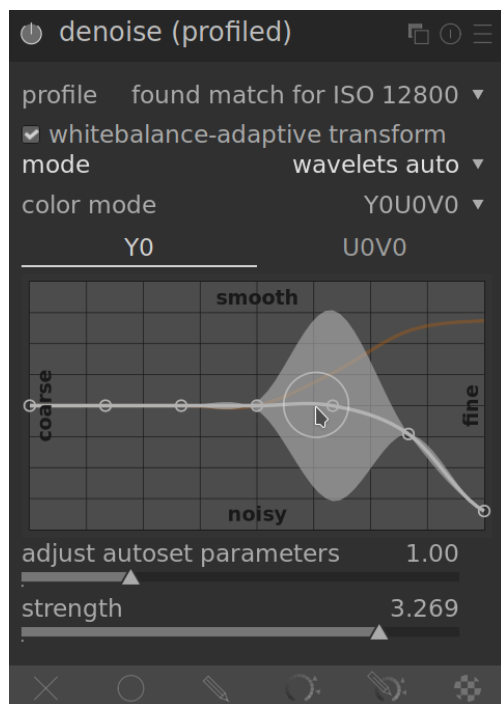 denoise (profiled)
profile found match for ISO 12800
whitebalance-adaptive transform
mode wavelets auto
color mode Y0U0V0
Y0 U0V0
smooth
coarse
fine
noisy
adjust autoset parameters 1.00
strength 3.269